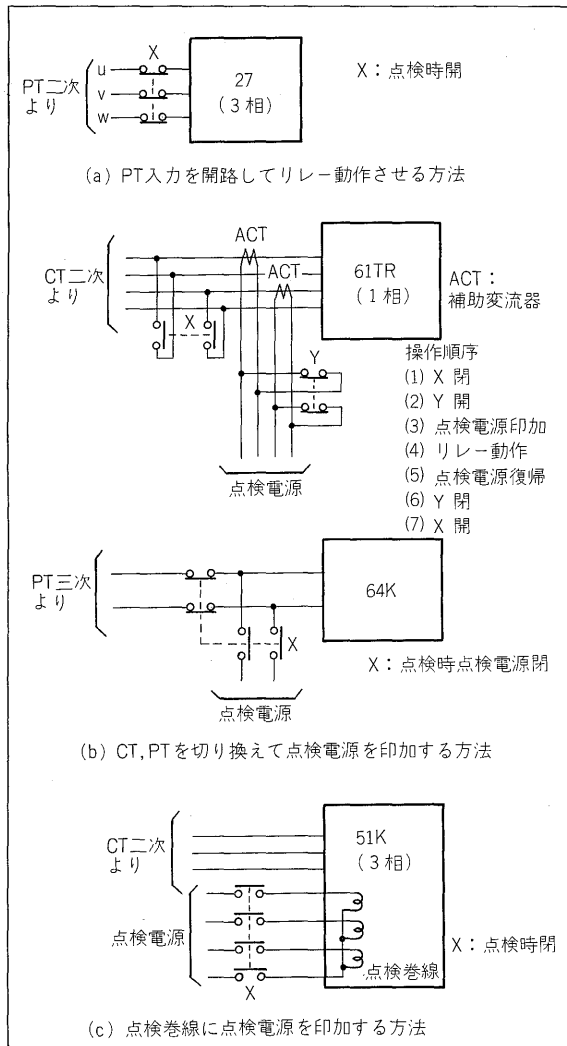 X
u
v
w
PT二次
より
27
(3相)
X：点検時開
(a) PT入力を開路してリレー動作させる方法
CT二次
より
ACT
ACT
X
Y
点検電源
61TR
(1相)
ACT：
補助変流器
操作順序
(1) X 閉
(2) Y 開
(3) 点検電源印加
(4) リレー動作
(5) 点検電源復帰
(6) Y 閉
(7) X 開
PT三次
より
X
点検電源
64K
X：点検時点検電源閉
(b) CT,PTを切り換えて点検電源を印加する方法
CT二次
より
点検電源
X
51K
(3相)
点検巻線
X：点検時閉
(c) 点検巻線に点検電源を印加する方法